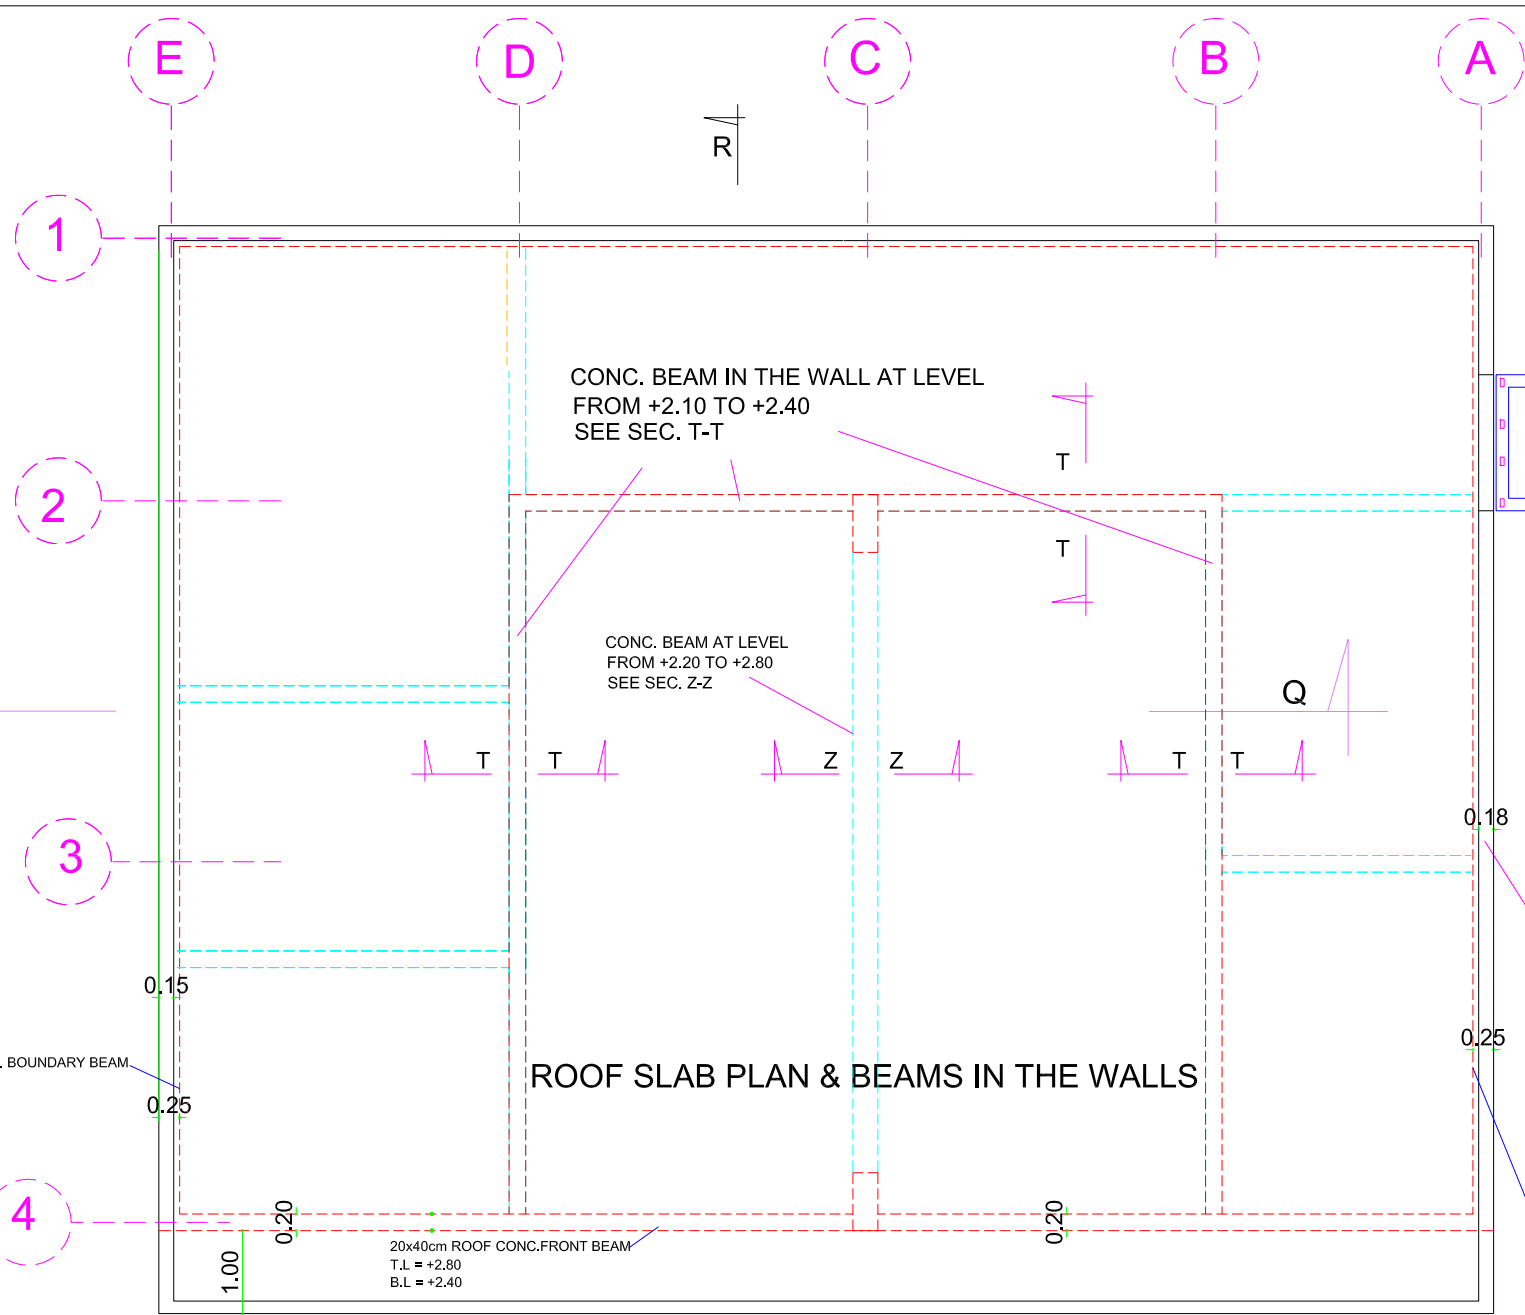 E
D
C
B
A
R
1
CONC. BEAM IN THE WALL AT LEVEL
FROM +2.10 TO +2.40
SEE SEC. T-T
T
2
T
CONC. BEAM AT LEVEL
FROM +2.20 TO +2.80
SEE SEC. Z-Z
Q
T T Z Z T T
0.18
3
0.15
0.25
. BOUNDARY BEAM
ROOF SLAB PLAN & BEAMS IN THE WALLS
0.25
4
0.20
0.20
20x40cm ROOF CONC.FRONT BEAM
T.L = +2.80
B.L = +2.40
1.00